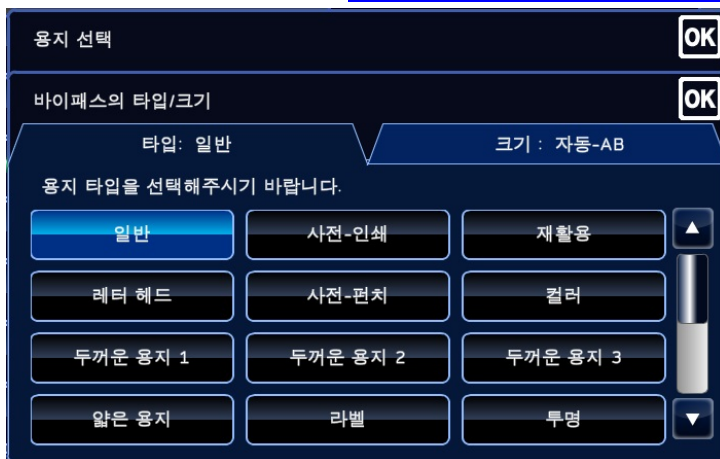 용지 선택 OK
바이패스의 타입/크기 OK
타입: 일반 크기 : 자동-AB
용지 타입을 선택해주시기 바랍니다.
일반 사전-인쇄 재활용
레터 헤드 사전-펀치 컬러
두꺼운 용지 1 두꺼운 용지 2 두꺼운 용지 3
얇은 용지 라벨 투명